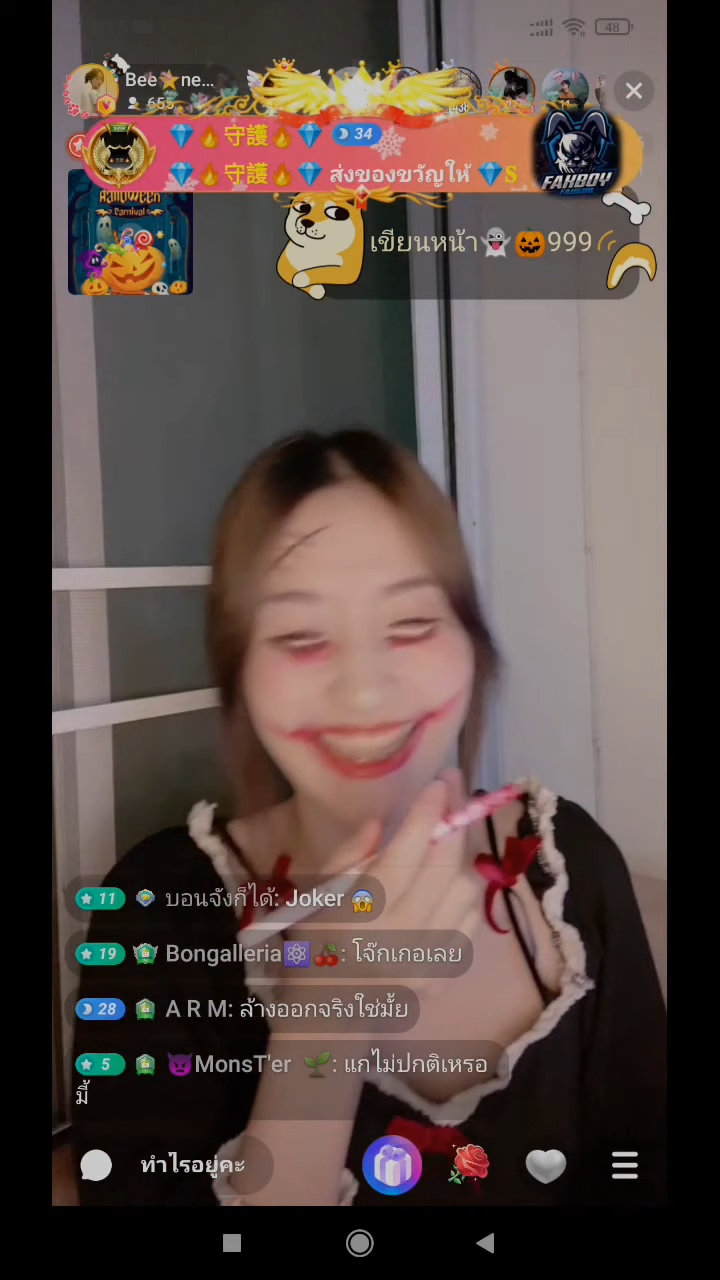 48
Bee⭐ne...
655
💎🔥守護🔥💎 34
💎🔥守護🔥💎 ส่งของขวัญให้ 💎S
FAKBOY
Halloween
Carnival
เขียนหน้า👻🎃999
11 บอนจังก็ได้: Joker 😱
19 Bongalleria⚛️🍒: โจ๊กเกอเลย
28 A R M: ล้างออกจริงใช่มั้ย
5 👿MonsT'er 🌱: แกไม่ปกติเหรอ
มี้
ทำไรอยู่คะ